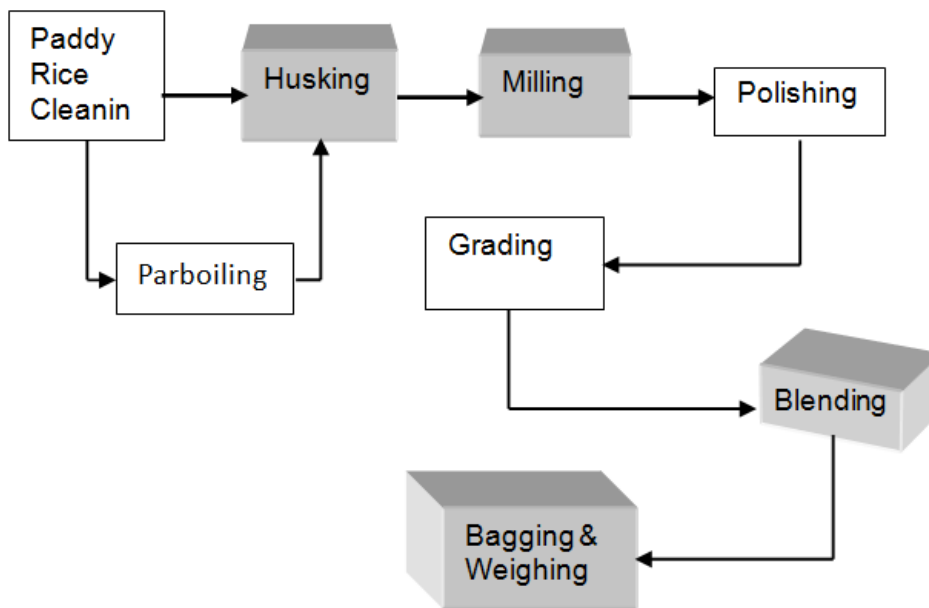 Paddy
Rice
Cleanin
Husking
Milling
Polishing
Parboiling
Grading
Blending
Bagging &
Weighing